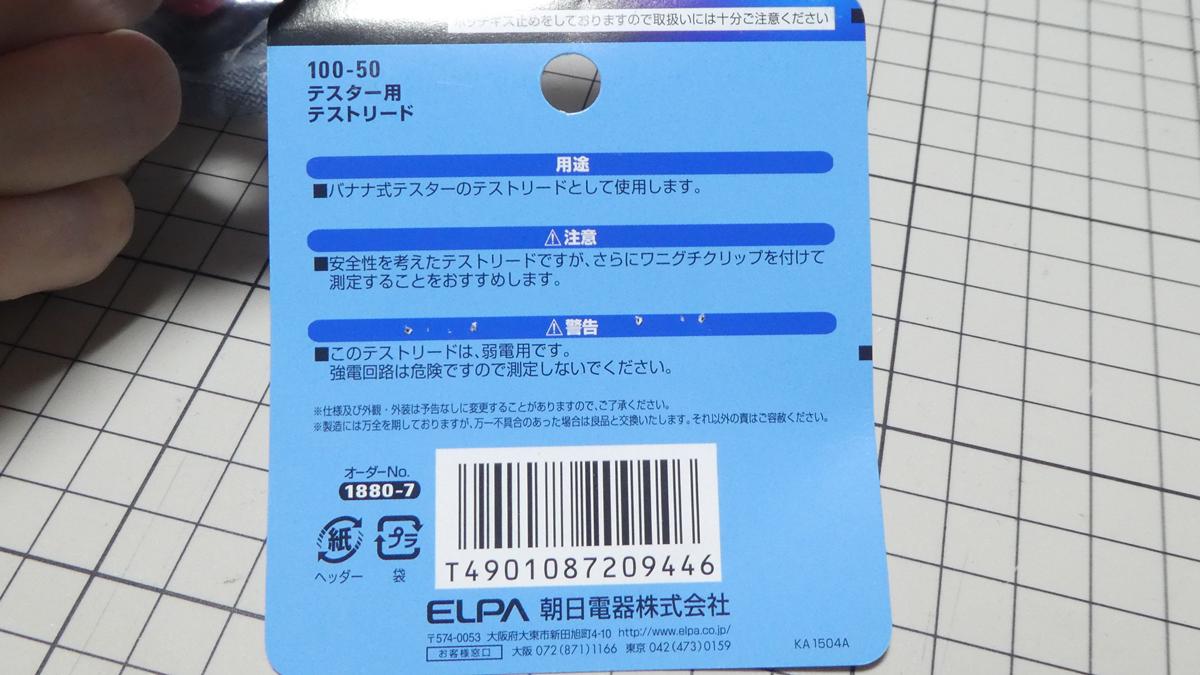 ホッチキス止めをしておりますので取扱いには十分ご注意ください
100-50
テスター用
テストリード
用途
■バナナ式テスターのテストリードとして使用します。
⚠注意
■安全性を考えたテストリードですが、さらにワニグチクリップを付けて
測定することをおすすめします。
⚠警告
■このテストリードは、弱電用です。
強電回路は危険ですので測定しないでください。
※仕様及び外観・外装は予告なしに変更することがありますので、ご了承ください。
※製造には万全を期しておりますが、万一不具合のあった場合は良品と交換いたします。それ以外の責はご容赦ください。
オーダーNo.
1880-7
紙 プラ
ヘッダー 袋
T4901087209446
ELPA 朝日電器株式会社
〒574-0053 大阪府大東市新田旭町4-10 http://www.elpa.co.jp/
お客様窓口 大阪 072(871)1166 東京 042(473)0159
KA1504A